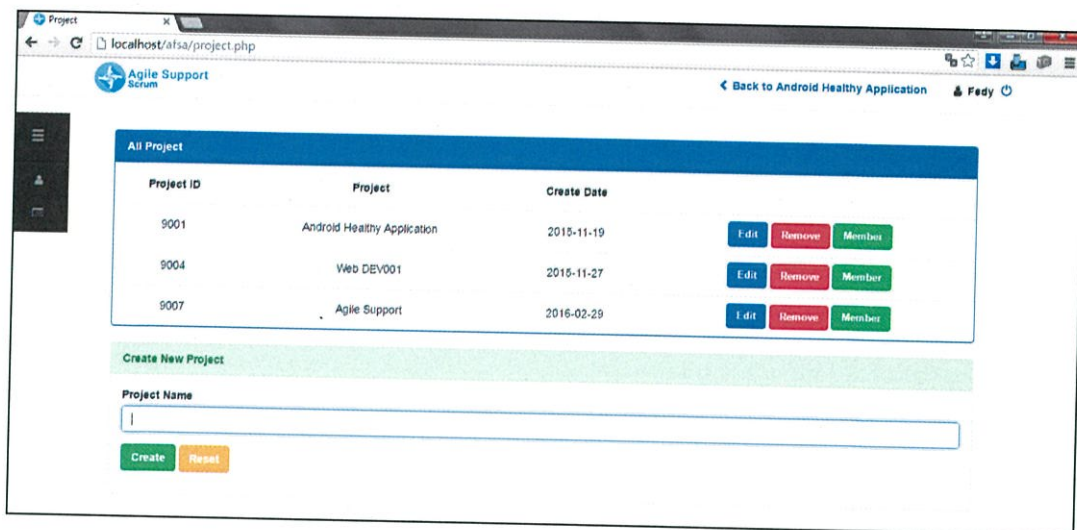 Project
localhost/afsa/project.php
Agile Support
Scrum
Back to Android Healthy Application
Fedy
All Project
Project ID Project Create Date
9001 Android Healthy Application 2015-11-19 Edit Remove Member
9004 Web DEV001 2015-11-27 Edit Remove Member
9007 Agile Support 2016-02-29 Edit Remove Member
Create New Project
Project Name
Create Reset